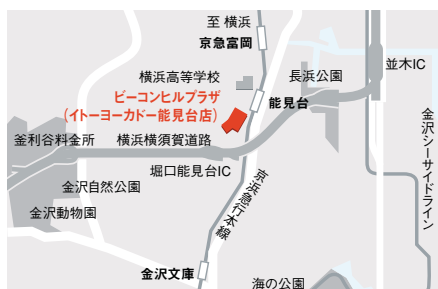 至 横浜
京急富岡
横浜高等学校
長浜公園
並木IC
ビーコンヒルプラザ
(イトーヨーカドー能見台店)
能見台
釜利谷料金所
横浜横須賀道路
堀口能見台IC
金沢自然公園
金沢動物園
京浜急行本線
金沢シーサイドライン
金沢文庫
海の公園